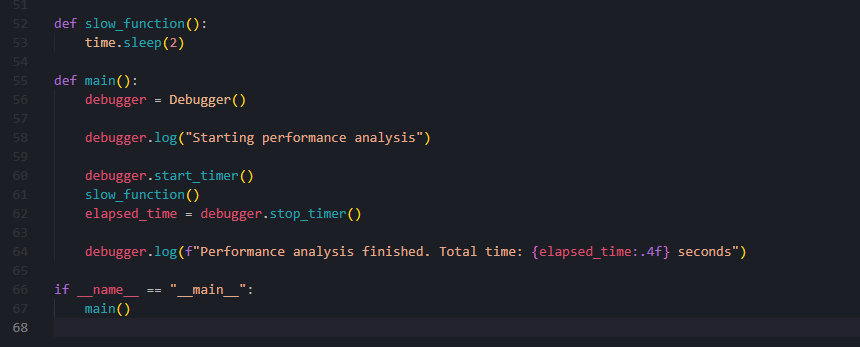 51
52 def slow_function():
53     time.sleep(2)
54
55 def main():
56     debugger = Debugger()
57
58     debugger.log("Starting performance analysis")
59
60     debugger.start_timer()
61     slow_function()
62     elapsed_time = debugger.stop_timer()
63
64     debugger.log(f"Performance analysis finished. Total time: {elapsed_time:.4f} seconds")
65
66 if __name__ == "__main__":
67     main()
68